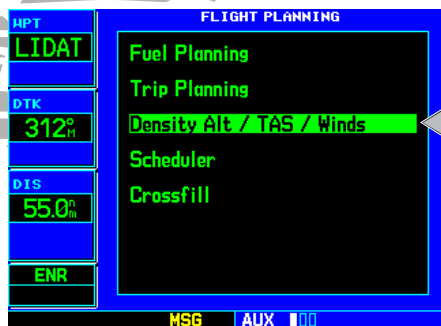 FLIGHT PLANNING
WPT
LIDAT
DTK
312°M
DIS
55.0nm
ENR
Fuel Planning
Trip Planning
Density Alt / TAS / Winds
Scheduler
Crossfill
MSG
AUX